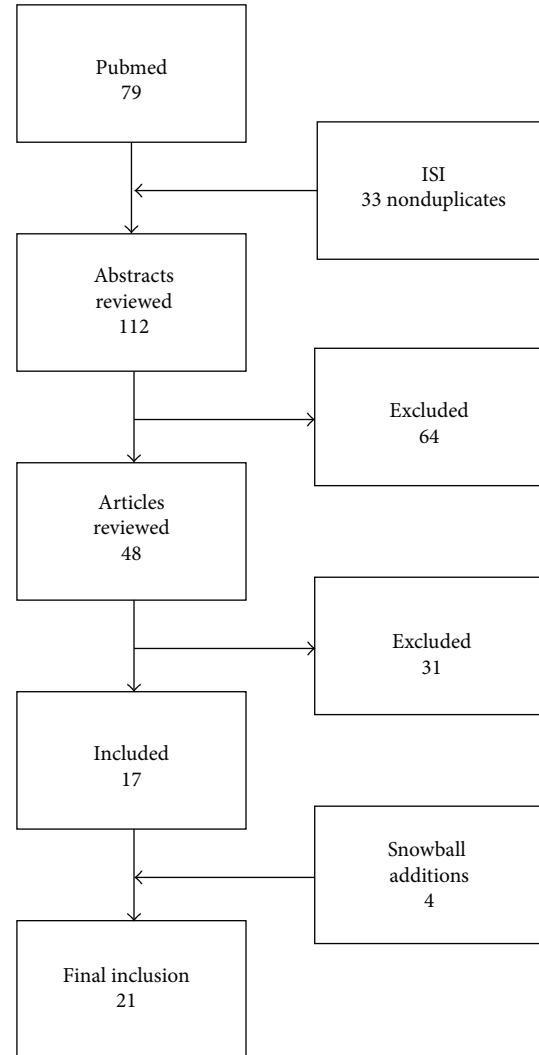 Pubmed
79
ISI
33 nonduplicates
Abstracts
reviewed
112
Excluded
64
Articles
reviewed
48
Excluded
31
Included
17
Snowball
additions
4
Final inclusion
21